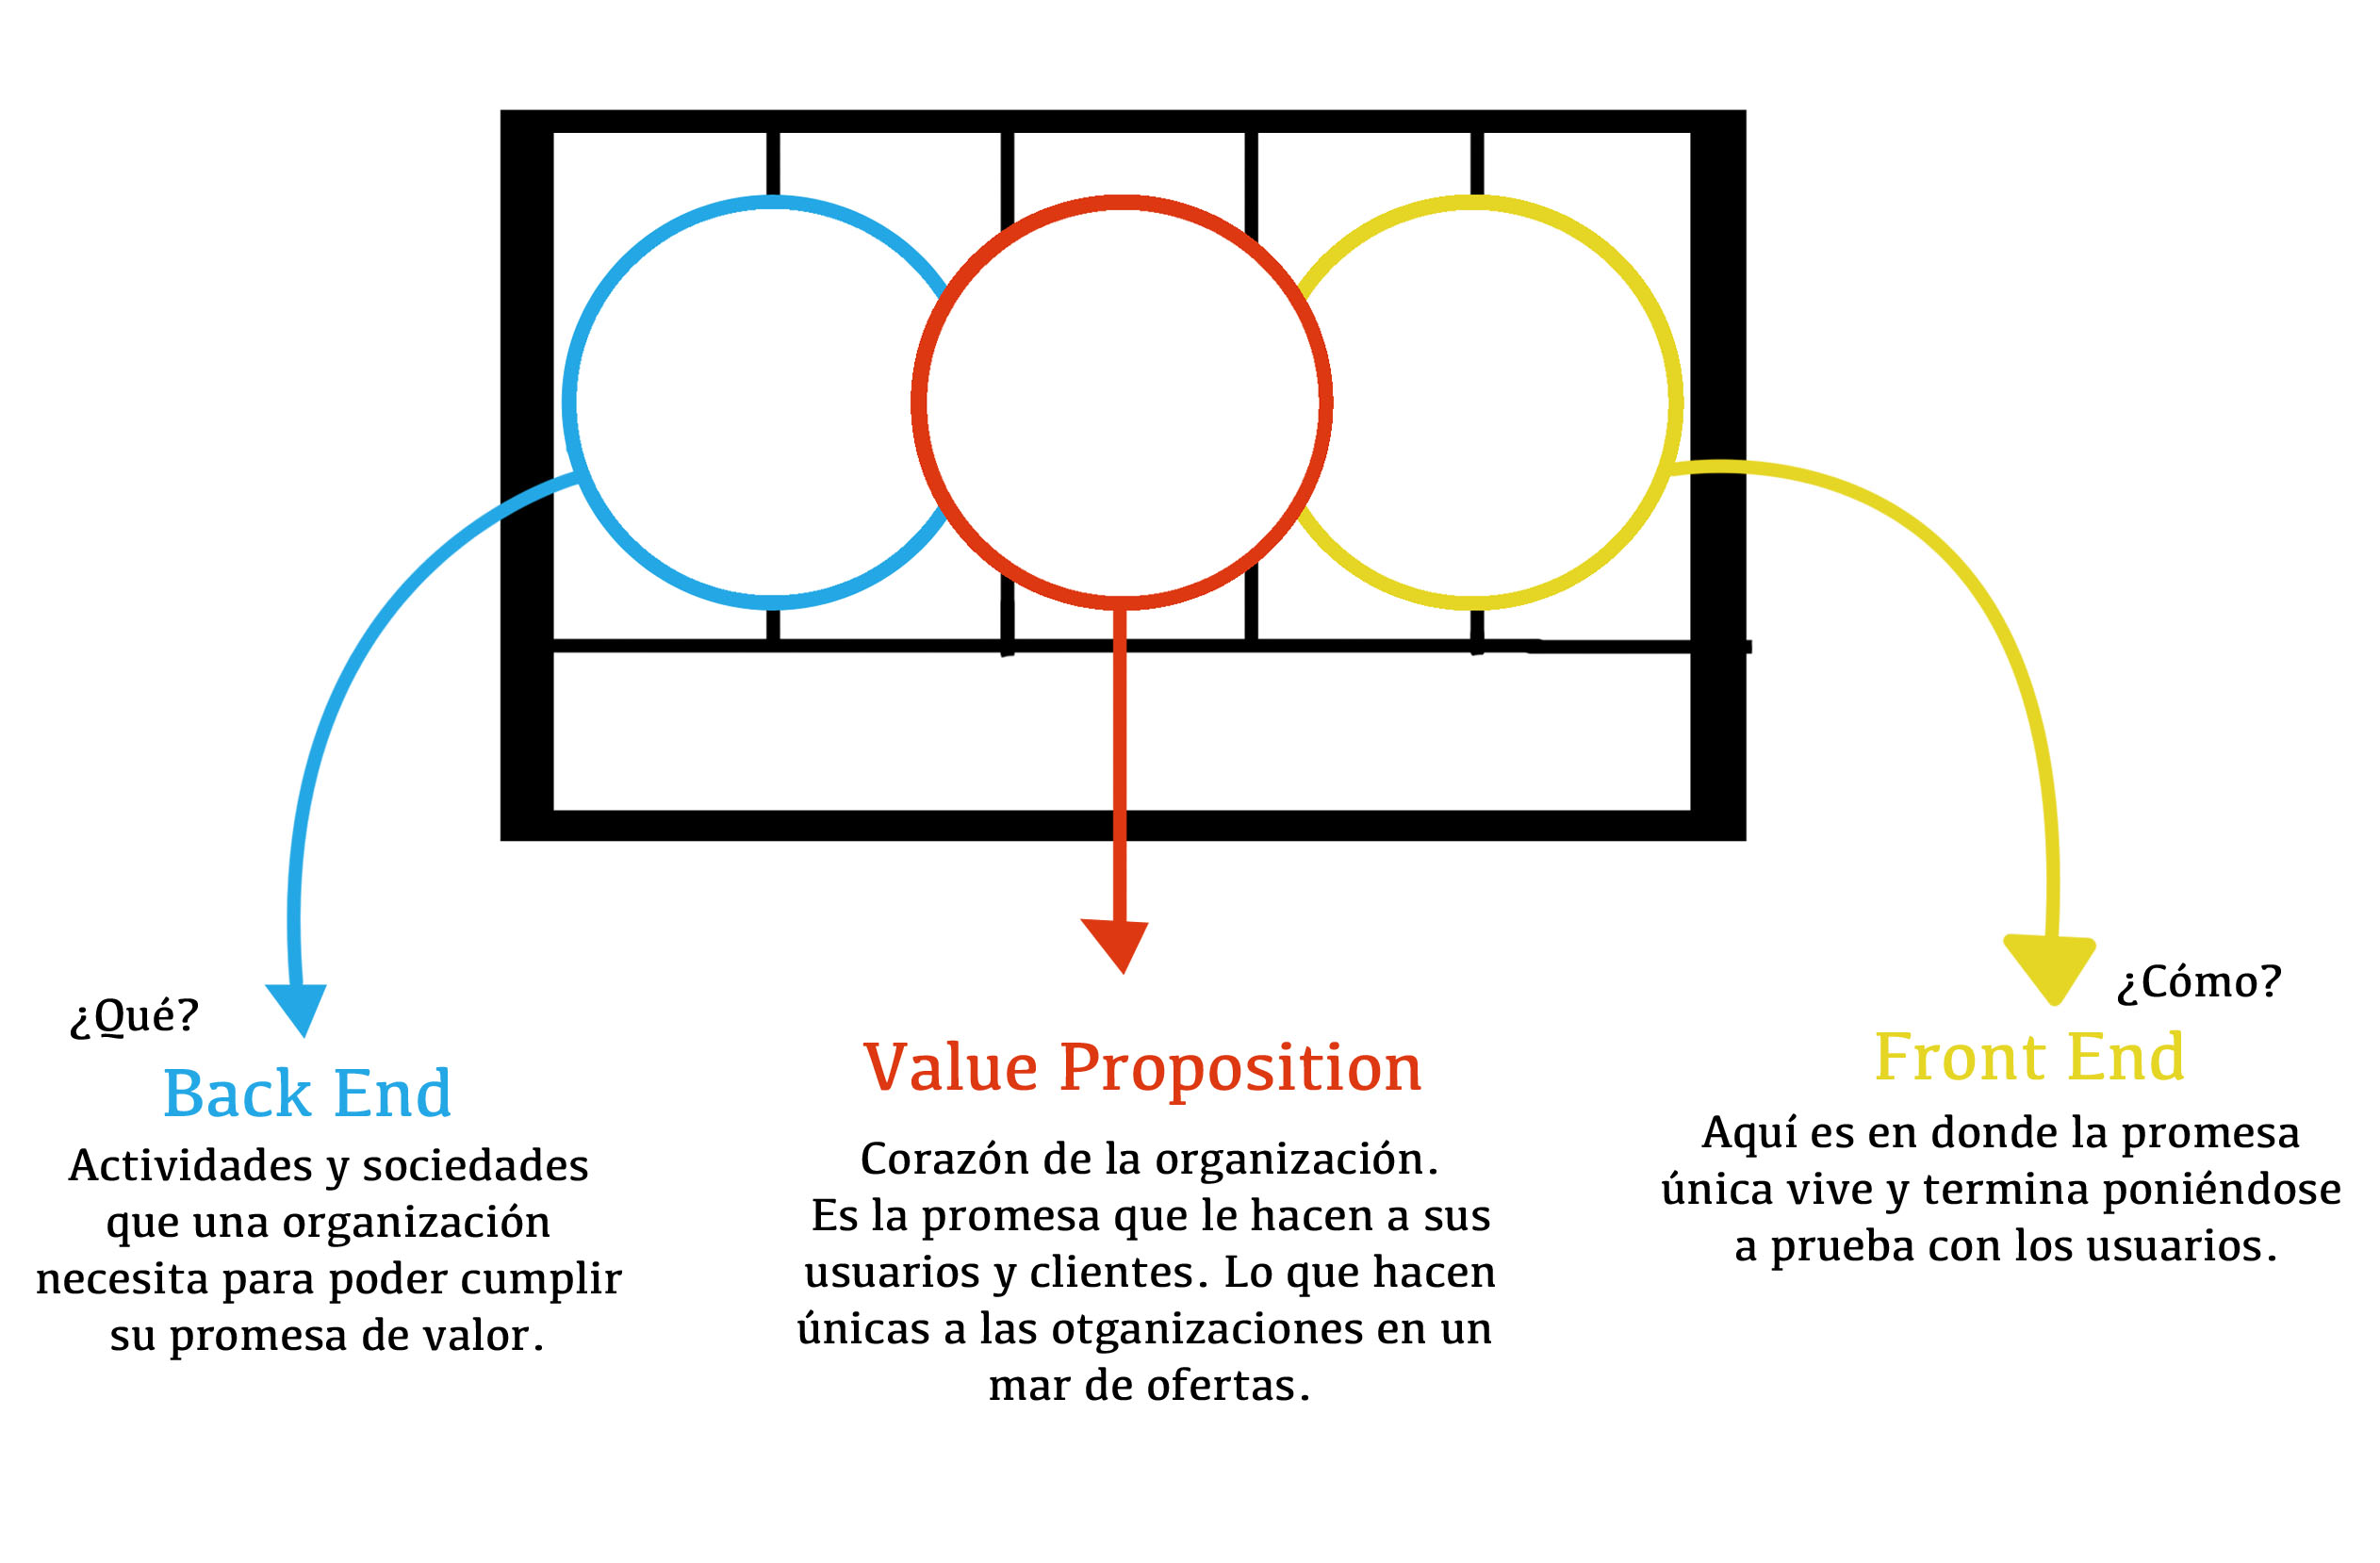 ¿Qué?
Back End
Actividades y sociedades
que una organización
necesita para poder cumplir
su promesa de valor.
Value Proposition
Corazón de la organización.
Es la promesa que le hacen a sus
usuarios y clientes. Lo que hacen
únicas a las otganizaciones en un
mar de ofertas.
¿Cómo?
Front End
Aquí es en donde la promesa
única vive y termina poniéndose
a prueba con los usuarios.